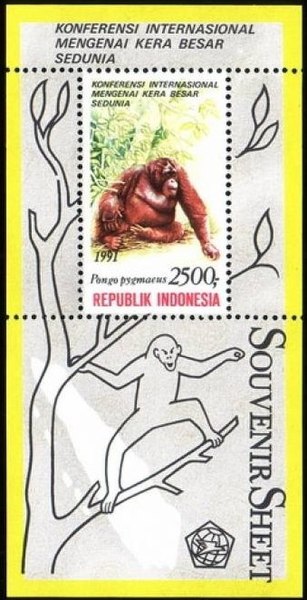 KONFERENSI INTERNASIONAL
MENGENAI KERA BESAR
SEDUNIA
KONFERENSI INTERNASIONAL
MENGENAI KERA BESAR
SEDUNIA
1991
Pongo pygmaeus 2500,-
REPUBLIK INDONESIA
SOUVENIR SHEET